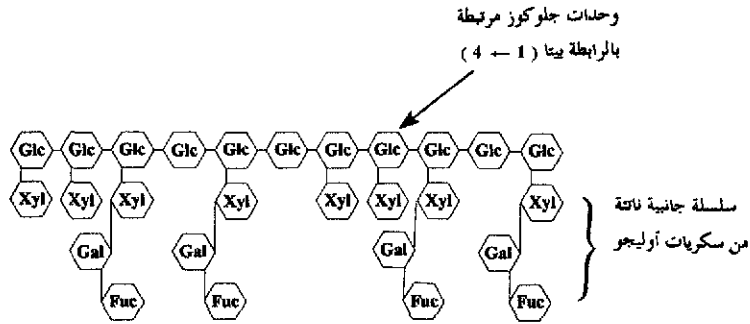 وحدات جلوكوز مرتبطة
بالرابطة بيتا ( 1 ← 4 )
Glc Glc Glc Glc Glc Glc Glc Glc Glc Glc Glc
Xyl Xyl Xyl Xyl Xyl Xyl Xyl Xyl
سلسلة جانبية ناتئة
من سكريات أوليجو
Gal Gal Gal Gal
Fuc Fuc Fuc Fuc